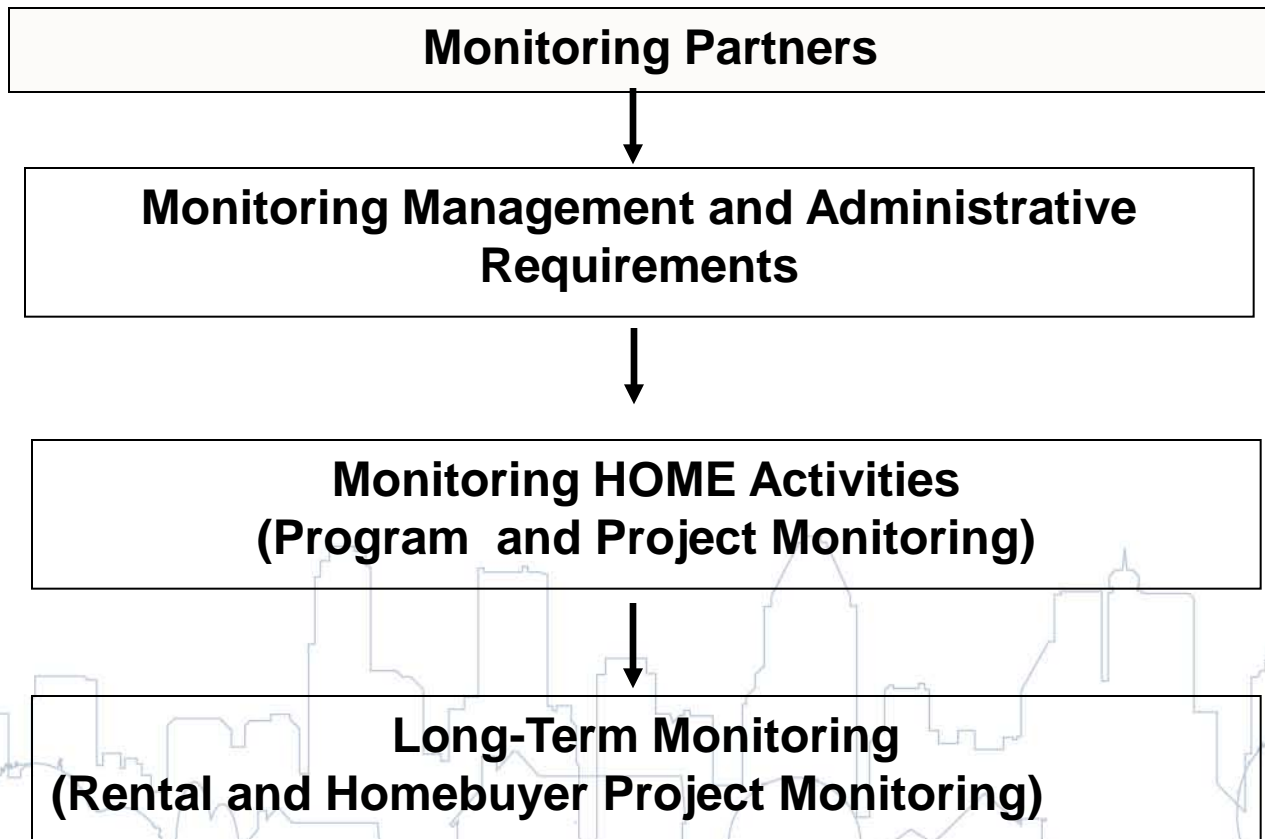 Monitoring Partners
Monitoring Management and Administrative
Requirements
Monitoring HOME Activities
(Program and Project Monitoring)
Long-Term Monitoring
(Rental and Homebuyer Project Monitoring)